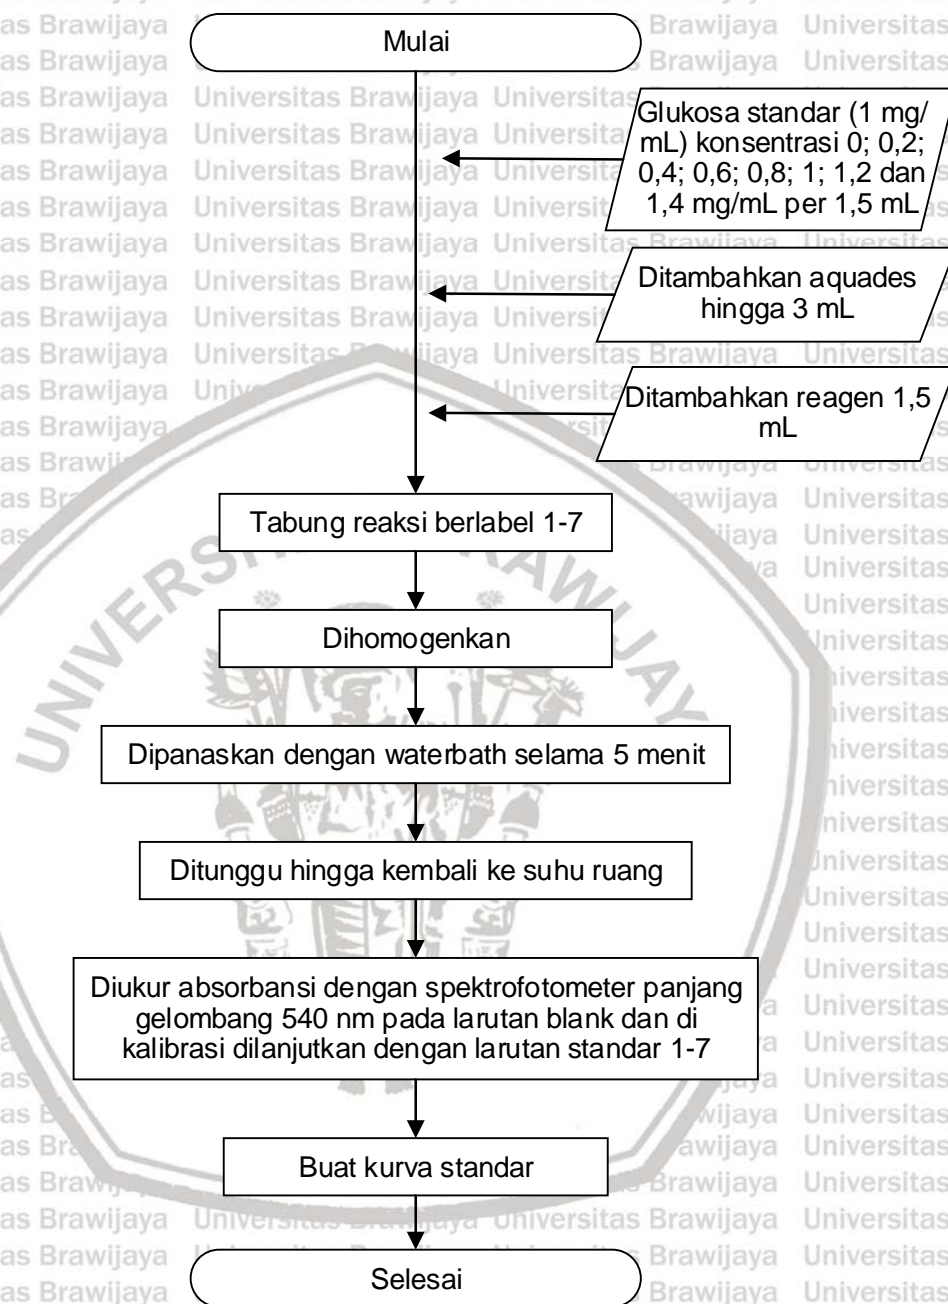 Mulai
Glukosa standar (1 mg/
mL) konsentrasi 0; 0,2;
0,4; 0,6; 0,8; 1; 1,2 dan
1,4 mg/mL per 1,5 mL
Ditambahkan aquades
hingga 3 mL
Ditambahkan reagen 1,5
mL
Tabung reaksi berlabel 1-7
Dihomogenkan
Dipanaskan dengan waterbath selama 5 menit
Ditunggu hingga kembali ke suhu ruang
Diukur absorbansi dengan spektrofotometer panjang
gelombang 540 nm pada larutan blank dan di
kalibrasi dilanjutkan dengan larutan standar 1-7
Buat kurva standar
Selesai
UNIVERSITAS BRAWIJAYA